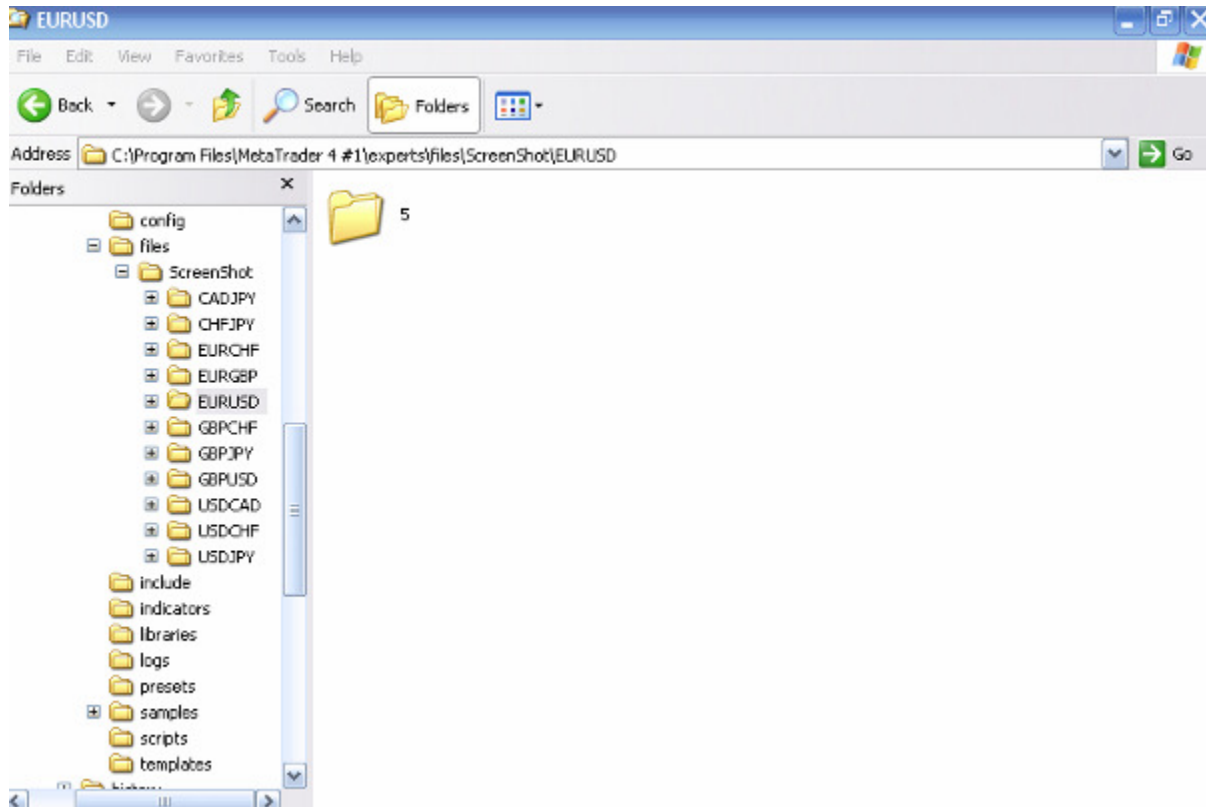 EURUSD
File Edit View Favorites Tools Help
Back Search Folders
Address C:\Program Files\MetaTrader 4 #1\experts\files\ScreenShot\EURUSD Go
Folders
config
files
ScreenShot
CADJPY
CHFJPY
EURCHF
EURGBP
EURUSD
GBPCHF
GBPJPY
GBPUSD
USDCAD
USDCHF
USDJPY
include
indicators
libraries
logs
presets
samples
scripts
templates
5